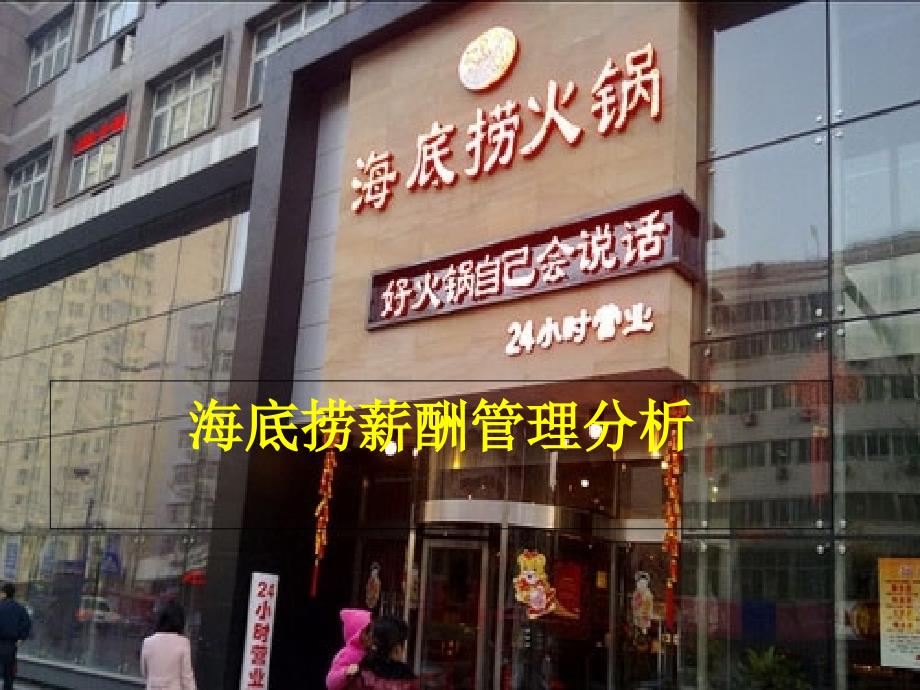 海底捞火锅
好火锅自己会说话
24小时营业
海底捞薪酬管理分析
24小时营业